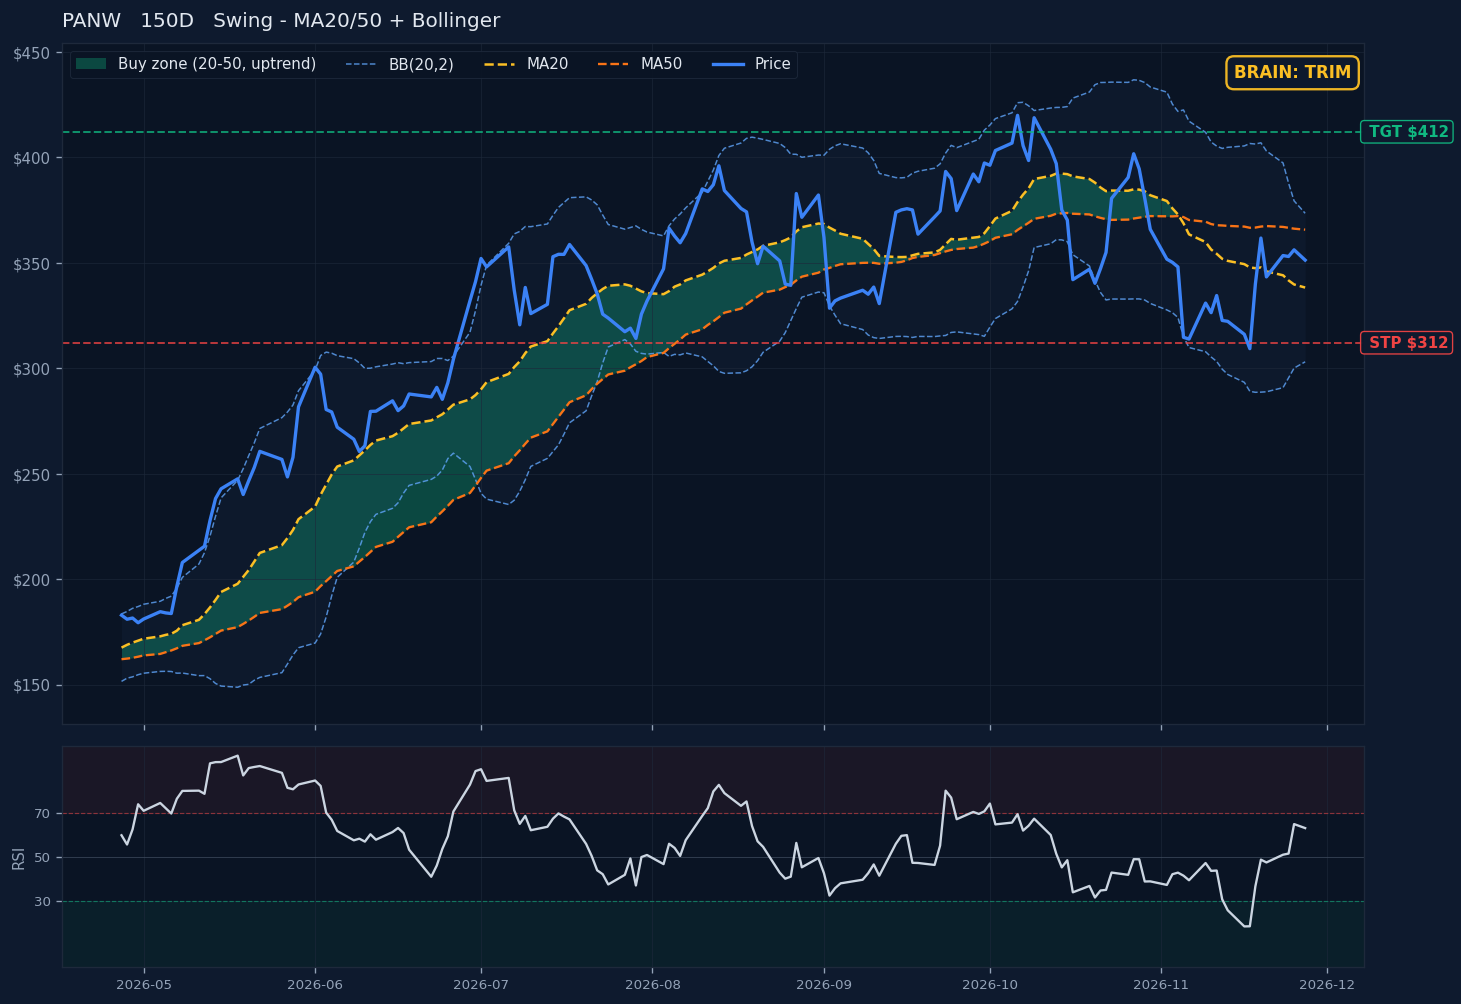 PANW   150D   Swing - MA20/50 + Bollinger
Buy zone (20-50, uptrend)   BB(20,2)   MA20   MA50   Price
BRAIN: TRIM
$450
TGT $412
$400
$350
STP $312
$300
$250
$200
$150
RSI
70
50
30
2026-05   2026-06   2026-07   2026-08   2026-09   2026-10   2026-11   2026-12